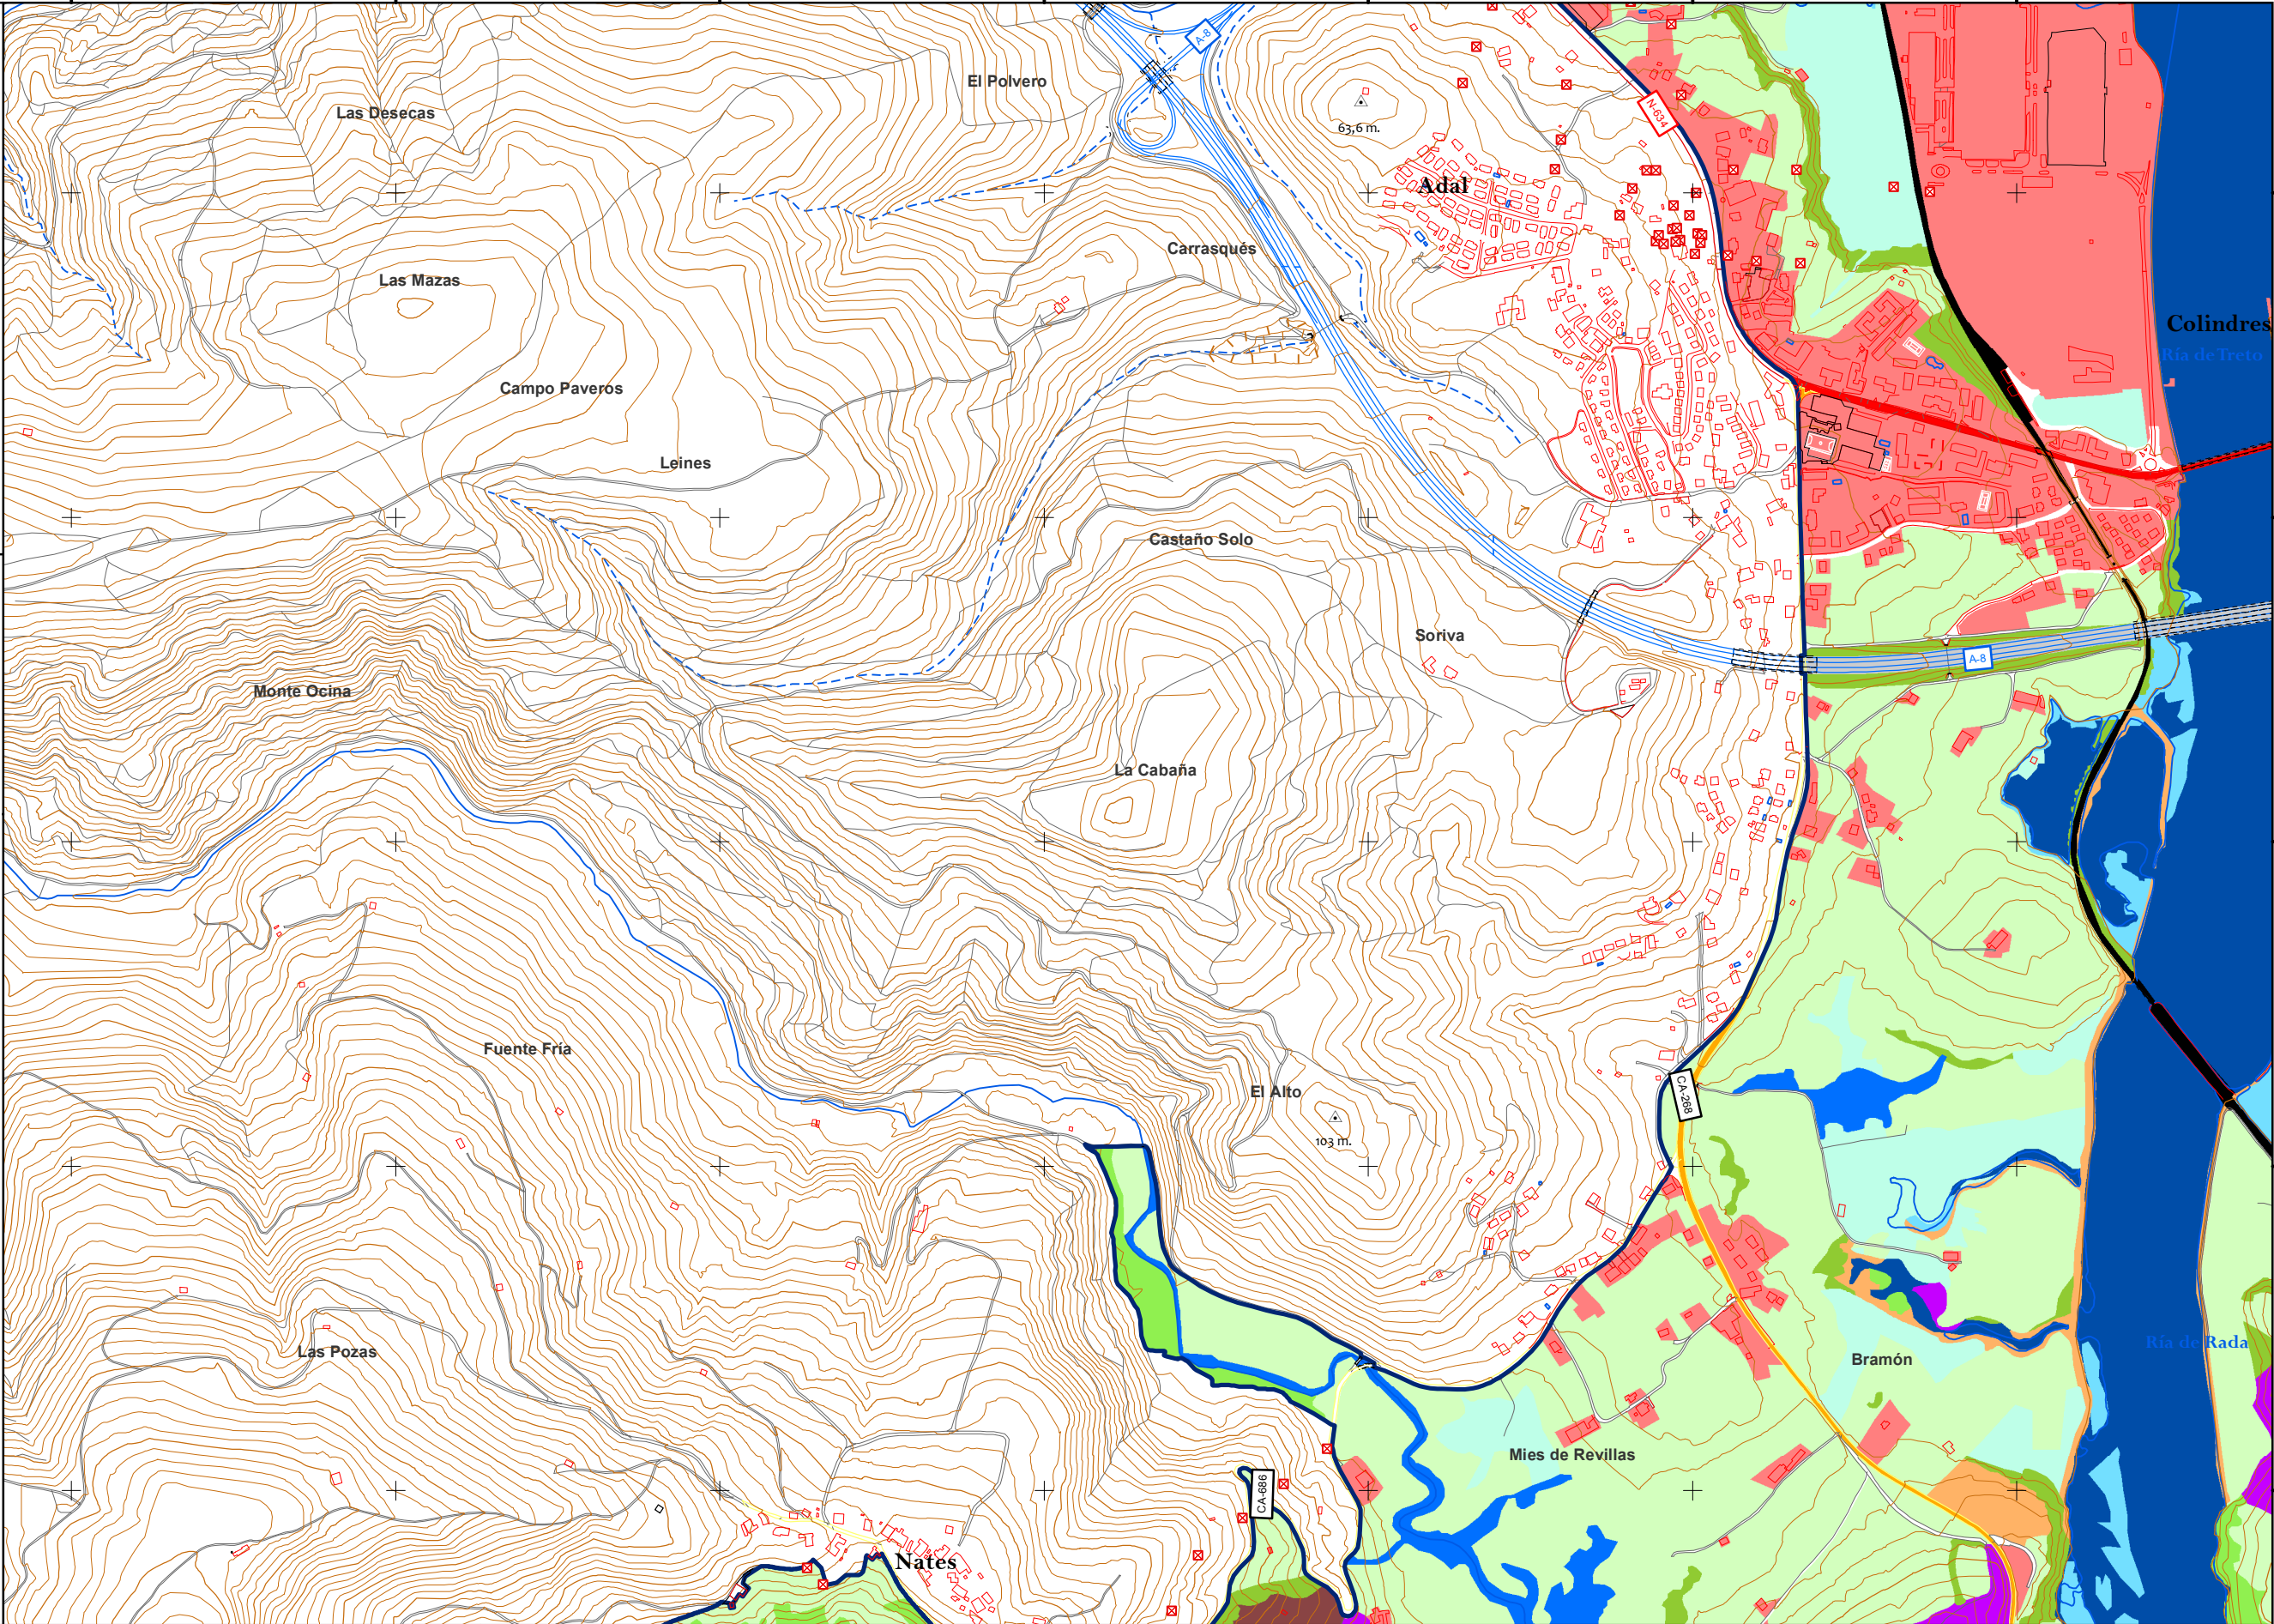 A-8
El Polvero
Las Desecas
N-634
63,6 m.
Adal
Carrasqués
Las Mazas
Colindres
Ría de Treto
Campo Paveros
Leines
Castaño Solo
Soriva
A-8
Monte Ocina
La Cabaña
Fuente Fría
El Alto
CA-268
103 m.
Ría de Rada
Las Pozas
Bramón
Mies de Revillas
CA-686
Nates